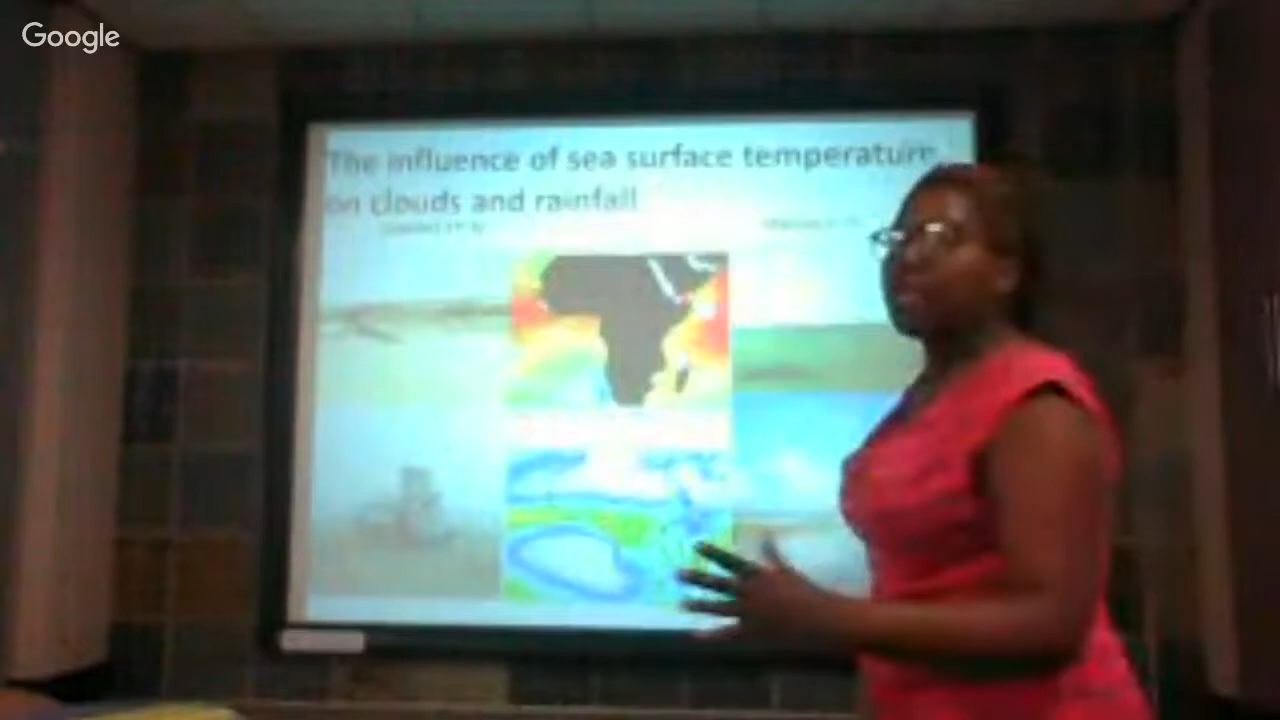 Google
The influence of sea surface temperature
on clouds and rainfall